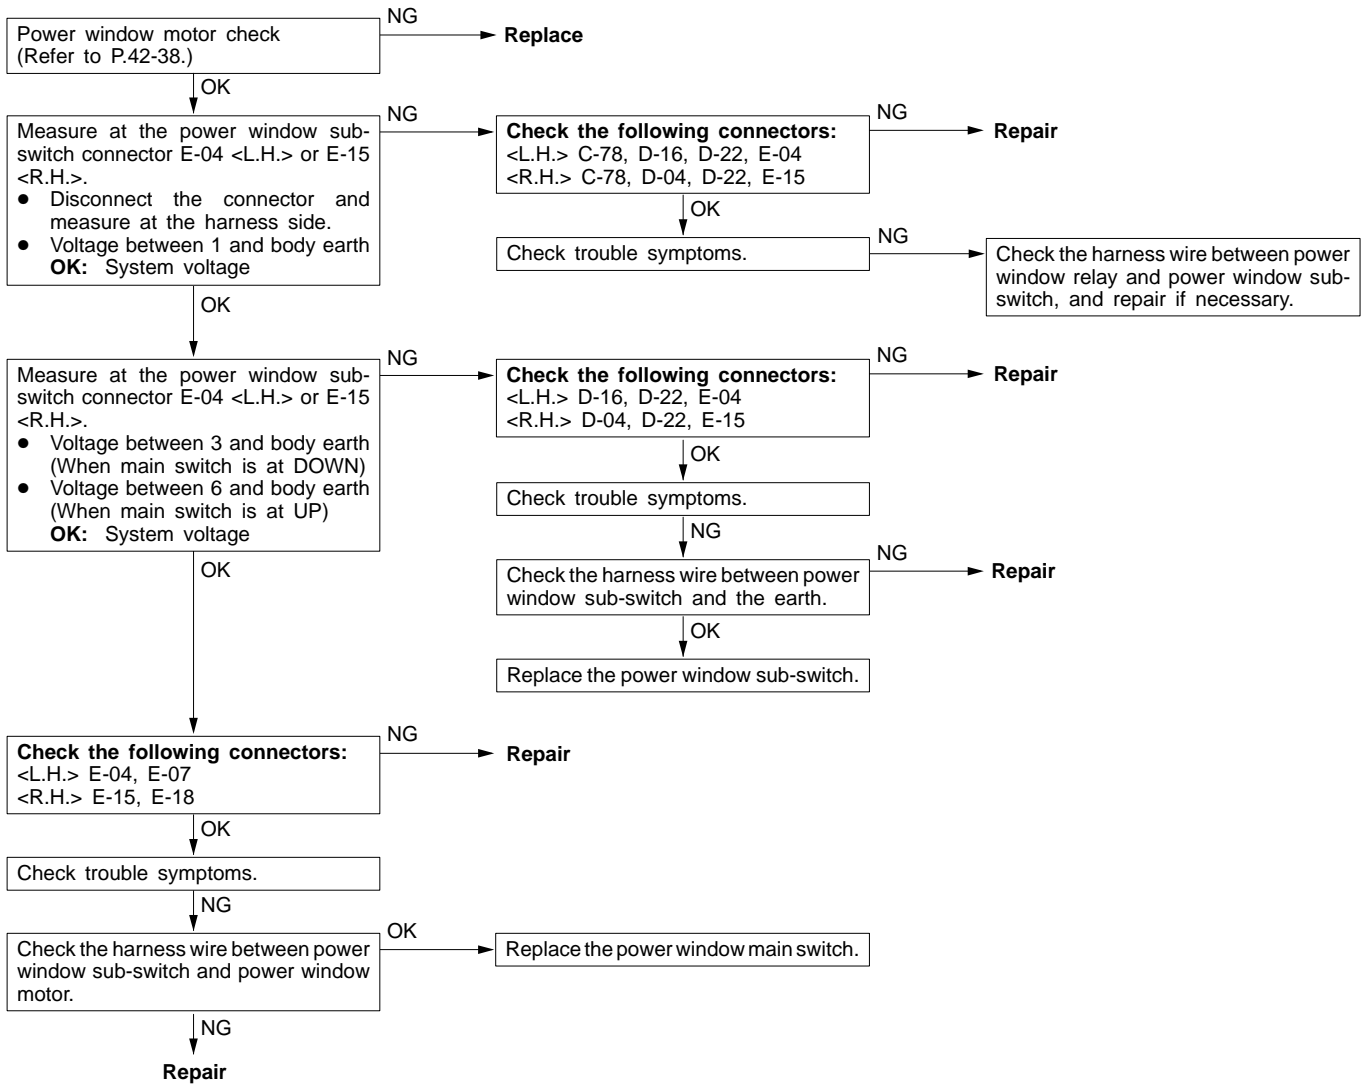 Power window motor check
(Refer to P.42-38.)
NG
Replace
OK
Measure at the power window sub-
switch connector E-04 <L.H.> or E-15
<R.H.>.
● Disconnect the connector and
measure at the harness side.
● Voltage between 1 and body earth
OK: System voltage
NG
Check the following connectors:
<L.H.> C-78, D-16, D-22, E-04
<R.H.> C-78, D-04, D-22, E-15
NG
Repair
OK
Check trouble symptoms.
NG
Check the harness wire between power
window relay and power window sub-
switch, and repair if necessary.
OK
Measure at the power window sub-
switch connector E-04 <L.H.> or E-15
<R.H.>.
● Voltage between 3 and body earth
(When main switch is at DOWN)
● Voltage between 6 and body earth
(When main switch is at UP)
OK: System voltage
NG
Check the following connectors:
<L.H.> D-16, D-22, E-04
<R.H.> D-04, D-22, E-15
NG
Repair
OK
Check trouble symptoms.
NG
Check the harness wire between power
window sub-switch and the earth.
NG
Repair
OK
Replace the power window sub-switch.
OK
Check the following connectors:
<L.H.> E-04, E-07
<R.H.> E-15, E-18
NG
Repair
OK
Check trouble symptoms.
NG
Check the harness wire between power
window sub-switch and power window
motor.
OK
Replace the power window main switch.
NG
Repair